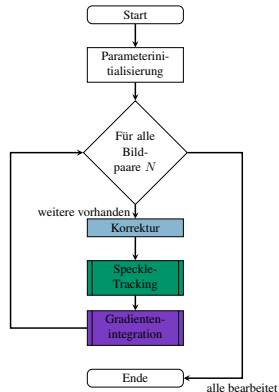 Start
Parameterini-
tialisierung
Für alle
Bild-
paare N
weitere vorhanden
Korrektur
Speckle-
Tracking
Gradienten-
integration
Ende
alle bearbeitet